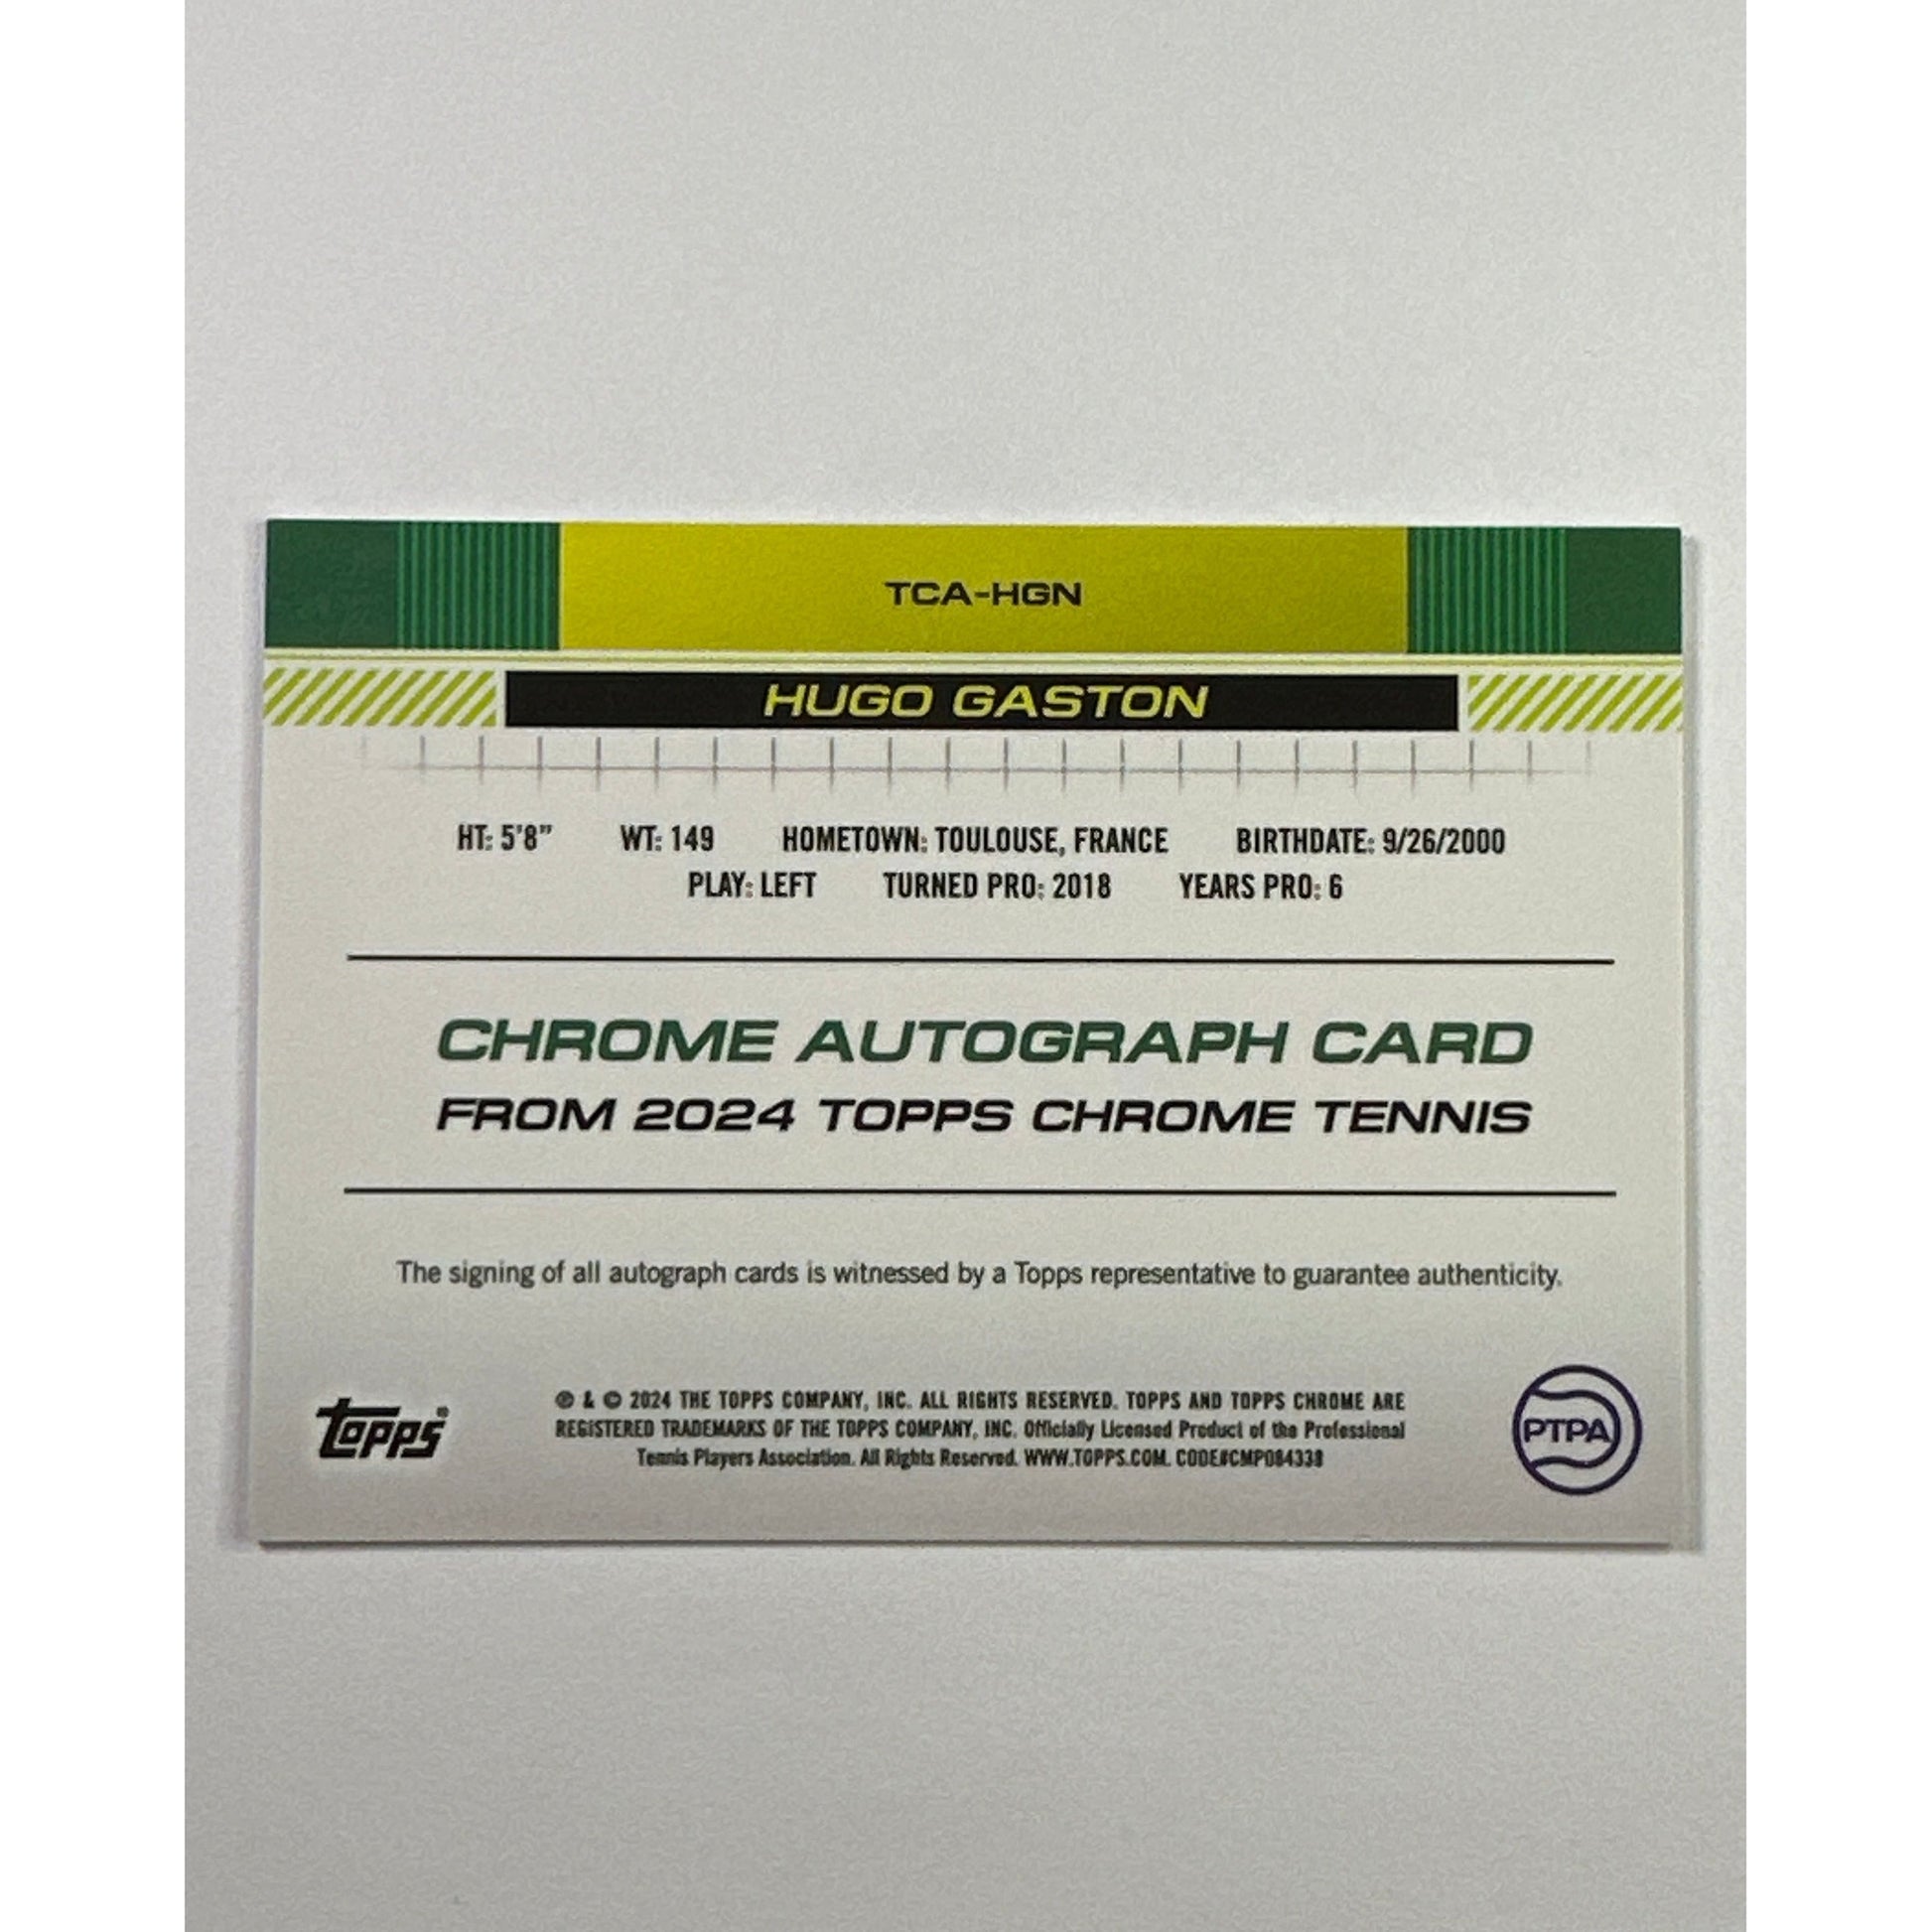 TCA-HGN
HUGO GASTON
HT: 5'8" WT: 149 HOMETOWN: TOULOUSE, FRANCE BIRTHDATE: 9/26/2000
PLAY: LEFT TURNED PRO: 2018 YEARS PRO: 6
CHROME AUTOGRAPH CARD
FROM 2024 TOPPS CHROME TENNIS
The signing of all autograph cards is witnessed by a Topps representative to guarantee authenticity.
Topps®
℗ & © 2024 THE TOPPS COMPANY, INC. ALL RIGHTS RESERVED. TOPPS AND TOPPS CHROME ARE
REGISTERED TRADEMARKS OF THE TOPPS COMPANY, INC. Officially Licensed Product of the Professional
Tennis Players Association. All Rights Reserved. WWW.TOPPS.COM. CODE#CMP084338
PTPA